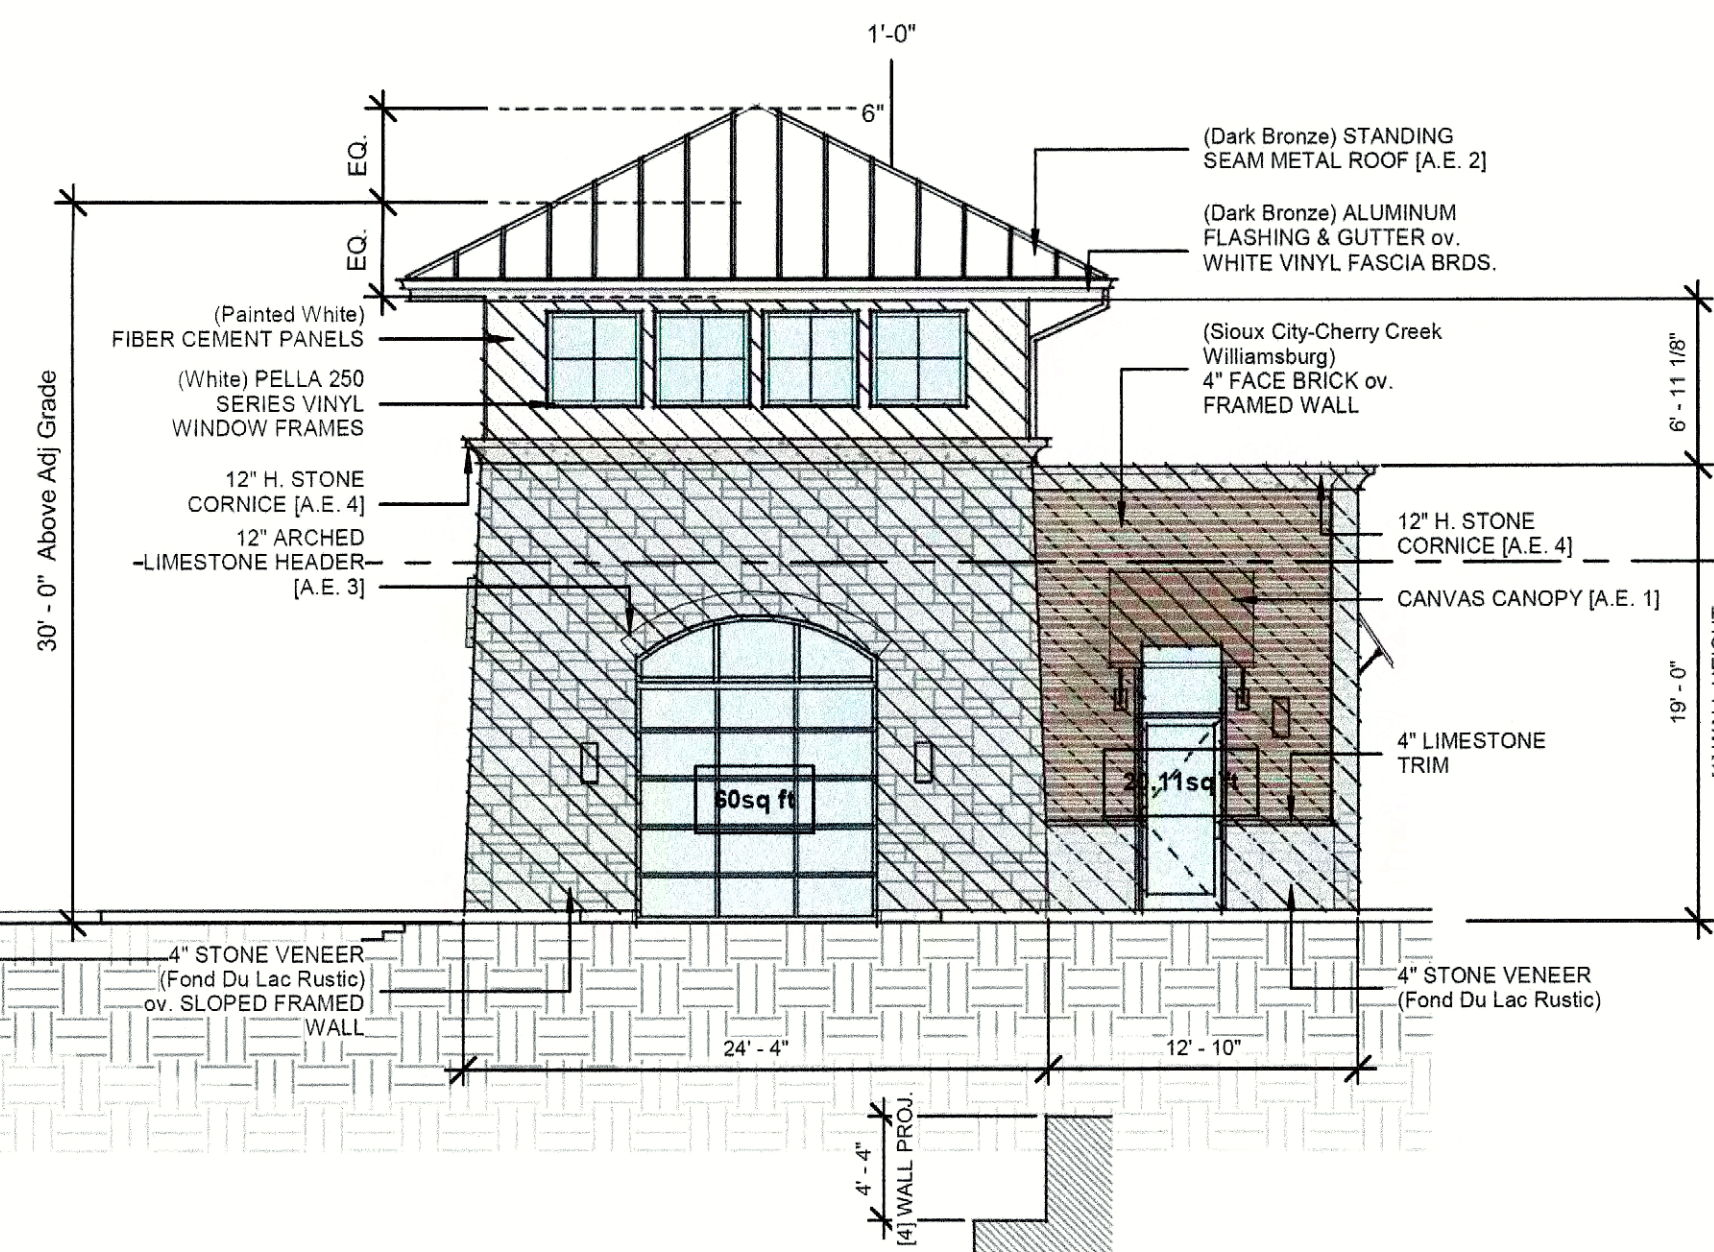 1'-0"
6"
EQ.
EQ.
(Dark Bronze) STANDING
SEAM METAL ROOF [A.E. 2]
(Dark Bronze) ALUMINUM
FLASHING & GUTTER ov.
WHITE VINYL FASCIA BRDS.
(Painted White)
FIBER CEMENT PANELS
(White) PELLA 250
SERIES VINYL
WINDOW FRAMES
(Sioux City-Cherry Creek
Williamsburg)
4" FACE BRICK ov.
FRAMED WALL
6' - 11 1/8"
30' - 0" Above Adj Grade
12" H. STONE
CORNICE [A.E. 4]
12" ARCHED
LIMESTONE HEADER
[A.E. 3]
12" H. STONE
CORNICE [A.E. 4]
CANVAS CANOPY [A.E. 1]
19' - 0"
4" LIMESTONE
TRIM
60sq ft
4" STONE VENEER
(Fond Du Lac Rustic)
ov. SLOPED FRAMED
WALL
4" STONE VENEER
(Fond Du Lac Rustic)
24' - 4"
12' - 10"
4' - 4"
[4] WALL PROJ.